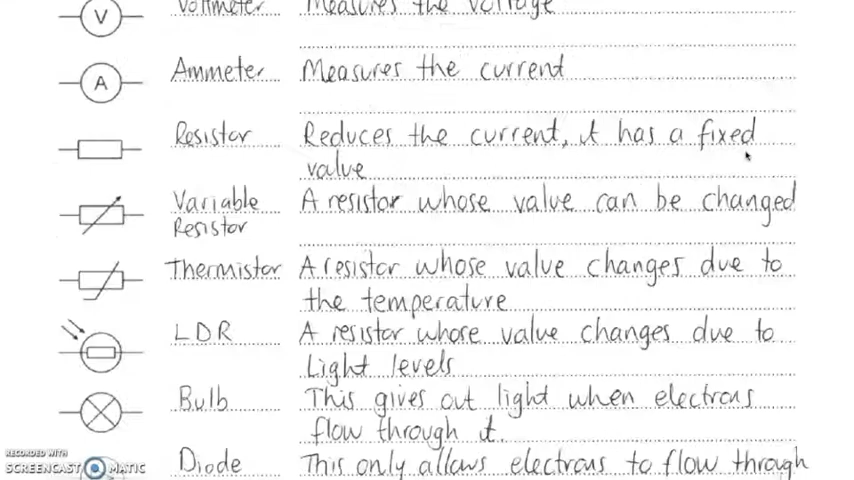 V
Voltmeter Measures the voltage
A
Ammeter Measures the current
Resistor Reduces the current, it has a fixed
value
Variable A resistor whose value can be changed
Resistor
Thermistor A resistor whose value changes due to
the temperature
LDR A resistor whose value changes due to
Light levels
Bulb This gives out light when electrons
flow through it.
Diode This only allows electrons to flow through
RECORDED WITH
SCREENCAST MATIC